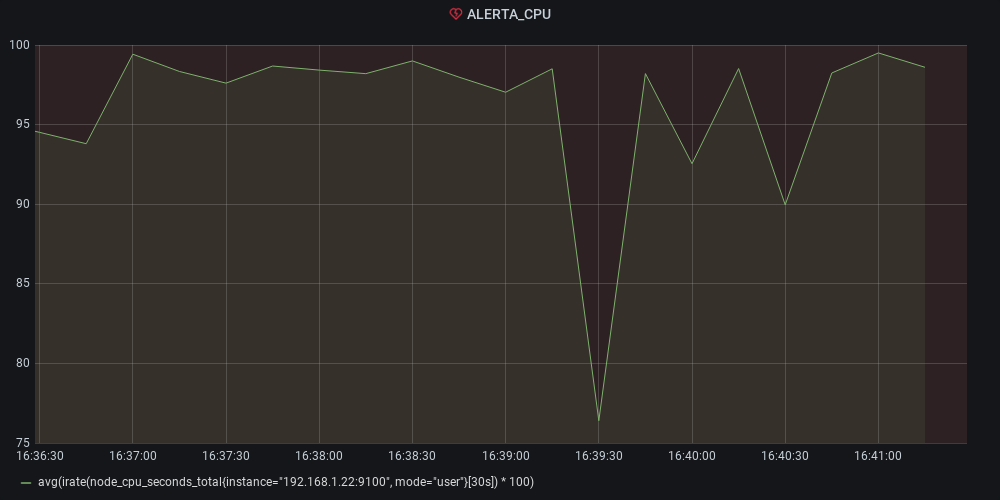 ALERTA_CPU
100
95
90
85
80
75
16:36:30 16:37:00 16:37:30 16:38:00 16:38:30 16:39:00 16:39:30 16:40:00 16:40:30 16:41:00
avg(irate(node_cpu_seconds_total{instance="192.168.1.22:9100", mode="user"}[30s]) * 100)